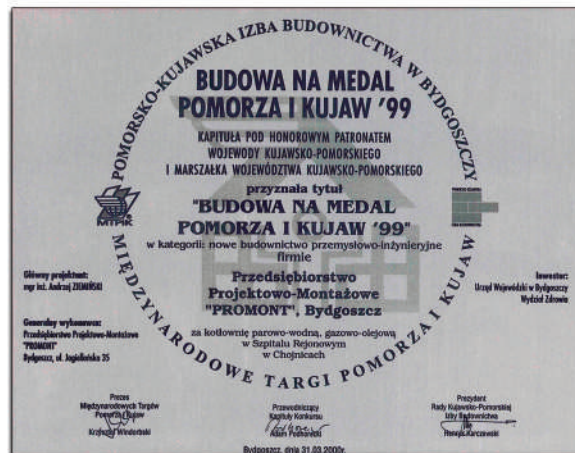 POMORSKO-KUJAWSKA IZBA BUDOWNICTWA W BYDGOSZCZY
BUDOWA NA MEDAL
POMORZA I KUJAW '99
KAPITUŁA POD HONOROWYM PATRONATEM
WOJEWODY KUJAWSKO-POMORSKIEGO
I MARSZAŁKA WOJEWÓDZTWA KUJAWSKO-POMORSKIEGO
przyznała tytuł
"BUDOWA NA MEDAL
POMORZA I KUJAW '99"
w kategorii: nowe budownictwo przemysłowo-inżynieryjne
firmie
Przedsiębiorstwo
Projektowo-Montażowe
"PROMONT", Bydgoszcz
za kotłownię parowo-wodną, gazowo-olejową
w Szpitalu Rejonowym
w Chojnicach
MIĘDZYNARODOWE TARGI POMORZA I KUJAW
MTPIK
Główny projektant:
mgr inż. Andrzej ZIEMIŃSKI
Generalny wykonawca:
Przedsiębiorstwo Projektowo-Montażowe
"PROMONT"
Bydgoszcz, ul. Jagiellońska 35
Inwestor:
Urząd Wojewódzki w Bydgoszczy
Wydział Zdrowia
Prezes
Międzynarodowych Targów
Pomorza i Kujaw
Krzysztof
Przewodniczący
Kapituły Konkursu
Adam
Prezydent
Rady Kujawsko-Pomorskiej
Izby Budownictwa
Karczewski
Bydgoszcz, dnia 31.03.2000r.